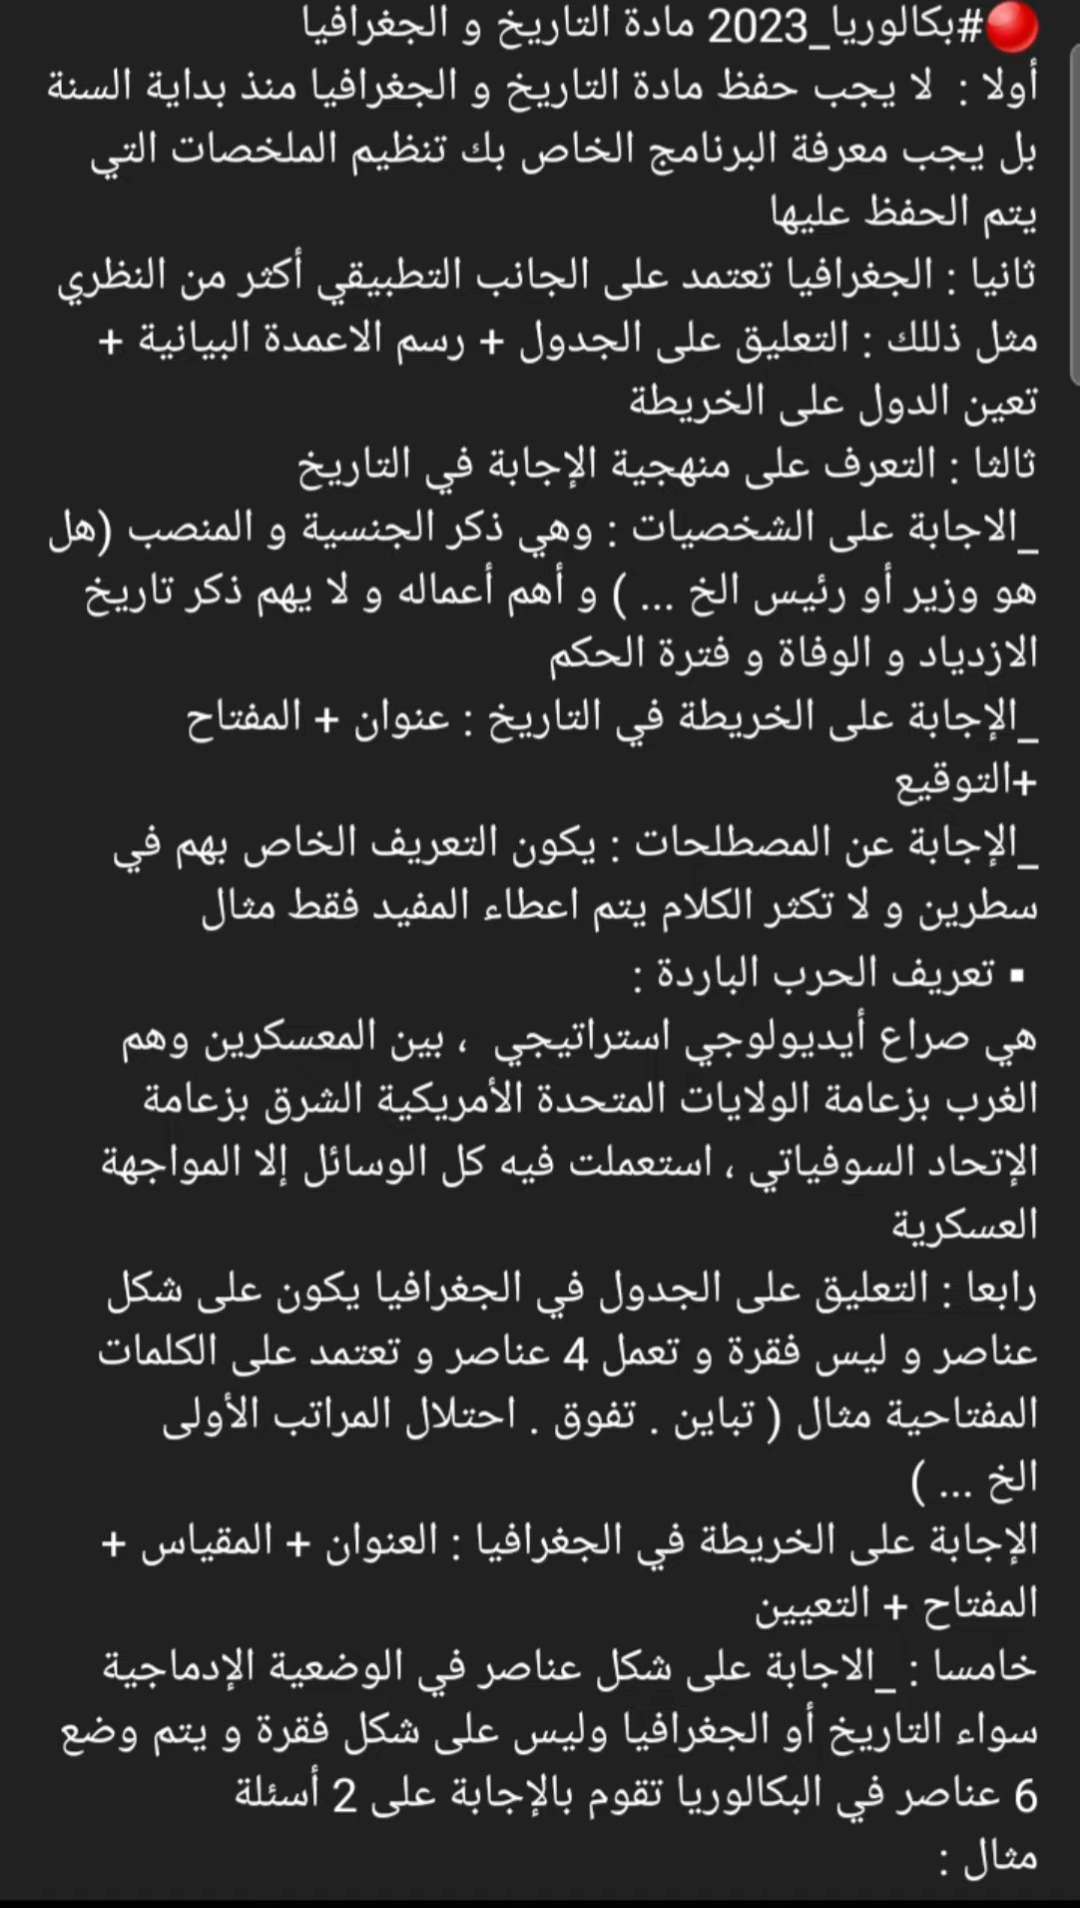 🔴#بكالوريا_2023 مادة التاريخ و الجغرافيا
أولا : لا يجب حفظ مادة التاريخ و الجغرافيا منذ بداية السنة
بل يجب معرفة البرنامج الخاص بك تنظيم الملخصات التي
يتم الحفظ عليها
ثانيا : الجغرافيا تعتمد على الجانب التطبيقي أكثر من النظري
مثل ذللك : التعليق على الجدول + رسم الاعمدة البيانية +
تعين الدول على الخريطة
ثالثا : التعرف على منهجية الإجابة في التاريخ
_الاجابة على الشخصيات : وهي ذكر الجنسية و المنصب (هل
هو وزير أو رئيس الخ ... ) و أهم أعماله و لا يهم ذكر تاريخ
الازدياد و الوفاة و فترة الحكم
_الإجابة على الخريطة في التاريخ : عنوان + المفتاح
+التوقيع
_الإجابة عن المصطلحات : يكون التعريف الخاص بهم في
سطرين و لا تكثر الكلام يتم اعطاء المفيد فقط مثال
▪ تعريف الحرب الباردة :
هي صراع أيديولوجي استراتيجي ، بين المعسكرين وهم
الغرب بزعامة الولايات المتحدة الأمريكية الشرق بزعامة
الإتحاد السوفياتي ، استعملت فيه كل الوسائل إلا المواجهة
العسكرية
رابعا : التعليق على الجدول في الجغرافيا يكون على شكل
عناصر و ليس فقرة و تعمل 4 عناصر و تعتمد على الكلمات
المفتاحية مثال ( تباين . تفوق . احتلال المراتب الأولى
الخ ... )
الإجابة على الخريطة في الجغرافيا : العنوان + المقياس +
المفتاح + التعيين
خامسا : _الاجابة على شكل عناصر في الوضعية الإدماجية
سواء التاريخ أو الجغرافيا وليس على شكل فقرة و يتم وضع
6 عناصر في البكالوريا تقوم بالإجابة على 2 أسئلة
مثال :